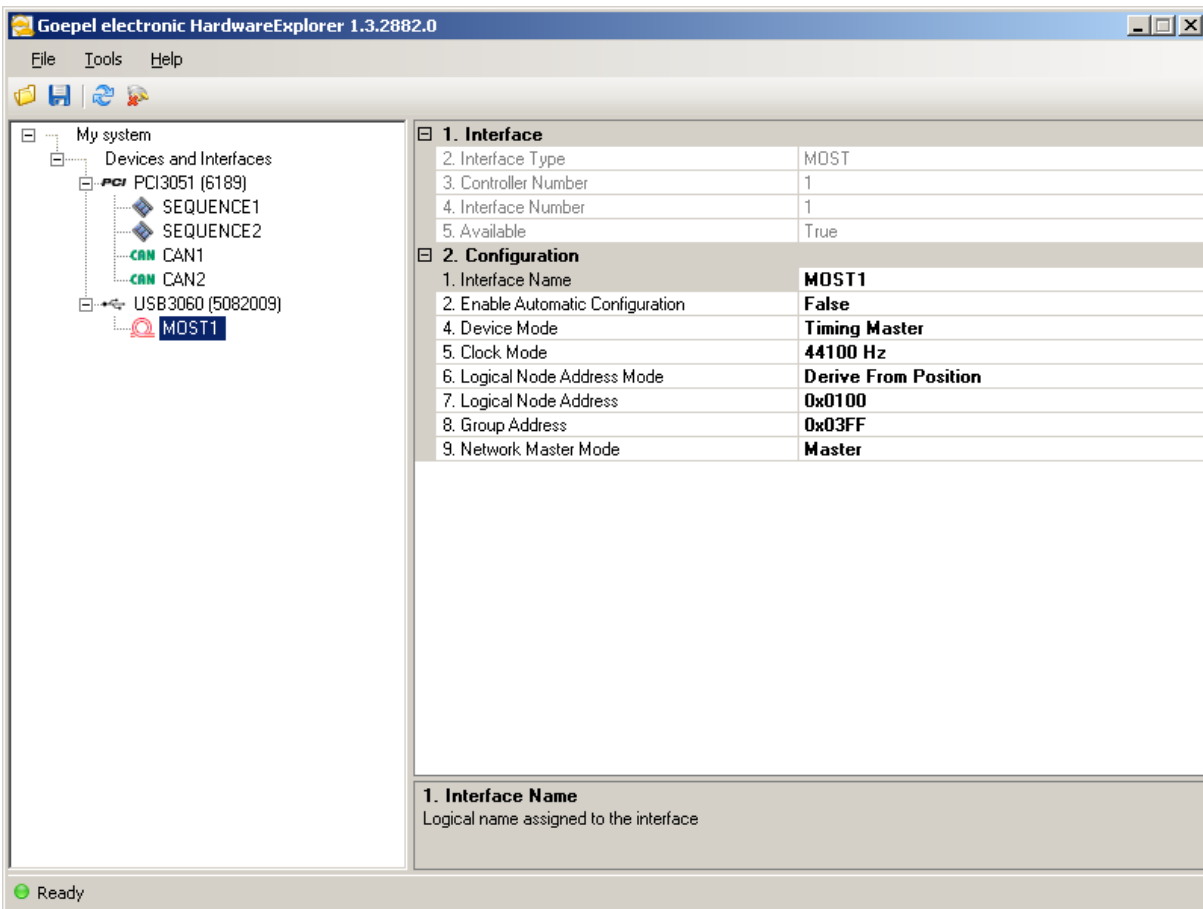 Goepel electronic HardwareExplorer 1.3.2882.0
File Tools Help
My system
Devices and Interfaces
PCI PCI3051 (6189)
SEQUENCE1
SEQUENCE2
CAN CAN1
CAN CAN2
USB3060 (5082009)
MOST1
1. Interface
2. Interface Type MOST
3. Controller Number 1
4. Interface Number 1
5. Available True
2. Configuration
1. Interface Name MOST1
2. Enable Automatic Configuration False
4. Device Mode Timing Master
5. Clock Mode 44100 Hz
6. Logical Node Address Mode Derive From Position
7. Logical Node Address 0x0100
8. Group Address 0x03FF
9. Network Master Mode Master
1. Interface Name
Logical name assigned to the interface
Ready